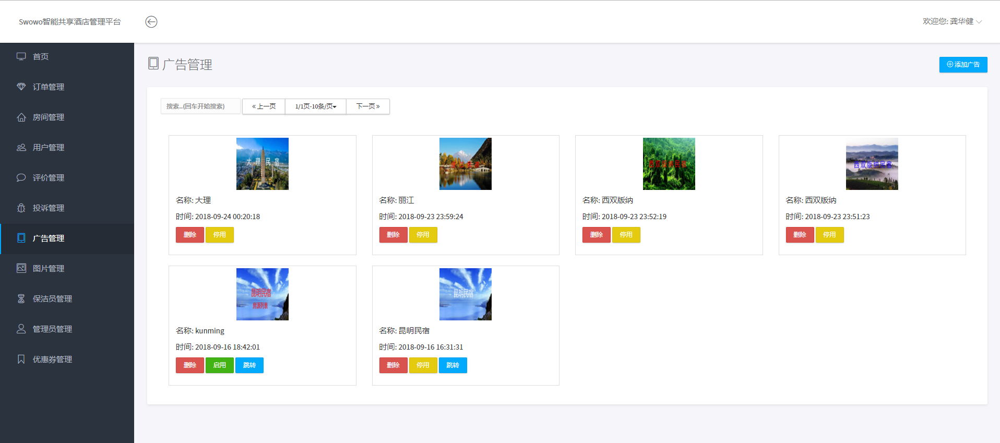 Swowo智能共享酒店管理平台
欢迎您: 龚华健
首页
订单管理
房间管理
用户管理
评价管理
投诉管理
广告管理
图片管理
保洁员管理
管理员管理
优惠券管理
广告管理
添加广告
搜索..(回车开始搜索)
« 上一页
1/1页-10条/页
下一页 »
大理民宿
名称: 大理
时间: 2018-09-24 00:20:18
删除 停用
名称: 丽江
时间: 2018-09-23 23:59:24
删除 停用
西双版纳民宿
名称: 西双版纳
时间: 2018-09-23 23:52:19
删除 停用
西双版纳民宿
名称: 西双版纳
时间: 2018-09-23 23:51:23
删除 停用
昆明民宿
房源列表
名称: kunming
时间: 2018-09-16 18:42:01
删除 启用 跳转
昆明民宿
名称: 昆明民宿
时间: 2018-09-16 16:31:31
删除 停用 跳转